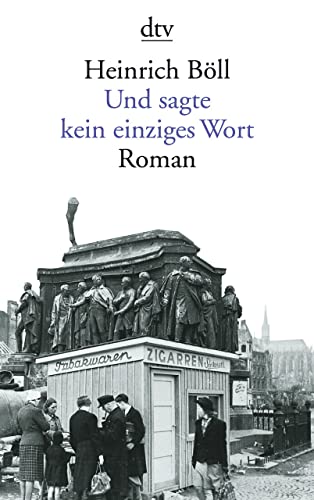 dtv
Heinrich Böll
Und sagte
kein einziges Wort
Roman
Tabakwaren
ZIGARREN